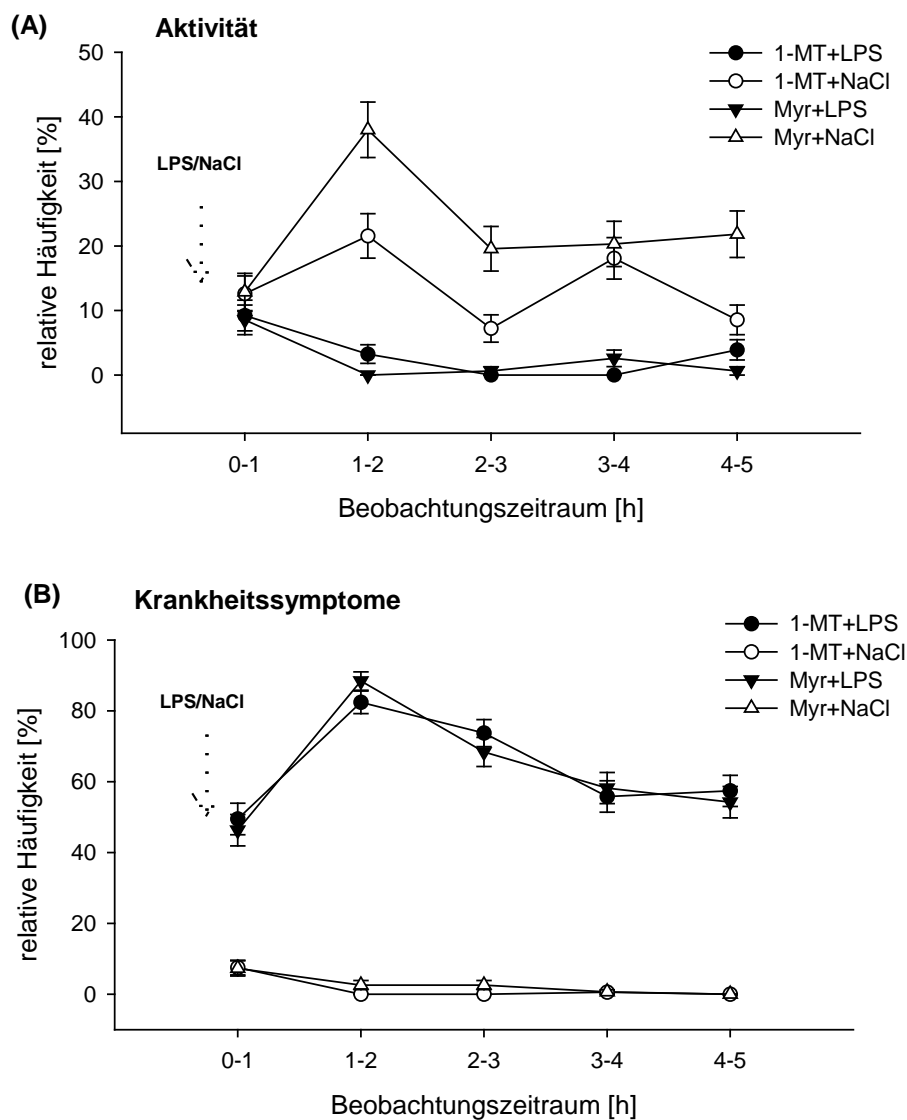 (A) Aktivität
50
40
30
20
10
0
relative Häufigkeit [%]
LPS/NaCl
1-MT+LPS
1-MT+NaCl
Myr+LPS
Myr+NaCl
0-1 1-2 2-3 3-4 4-5
Beobachtungszeitraum [h]
(B) Krankheitssymptome
100
80
60
40
20
0
relative Häufigkeit [%]
LPS/NaCl
1-MT+LPS
1-MT+NaCl
Myr+LPS
Myr+NaCl
0-1 1-2 2-3 3-4 4-5
Beobachtungszeitraum [h]